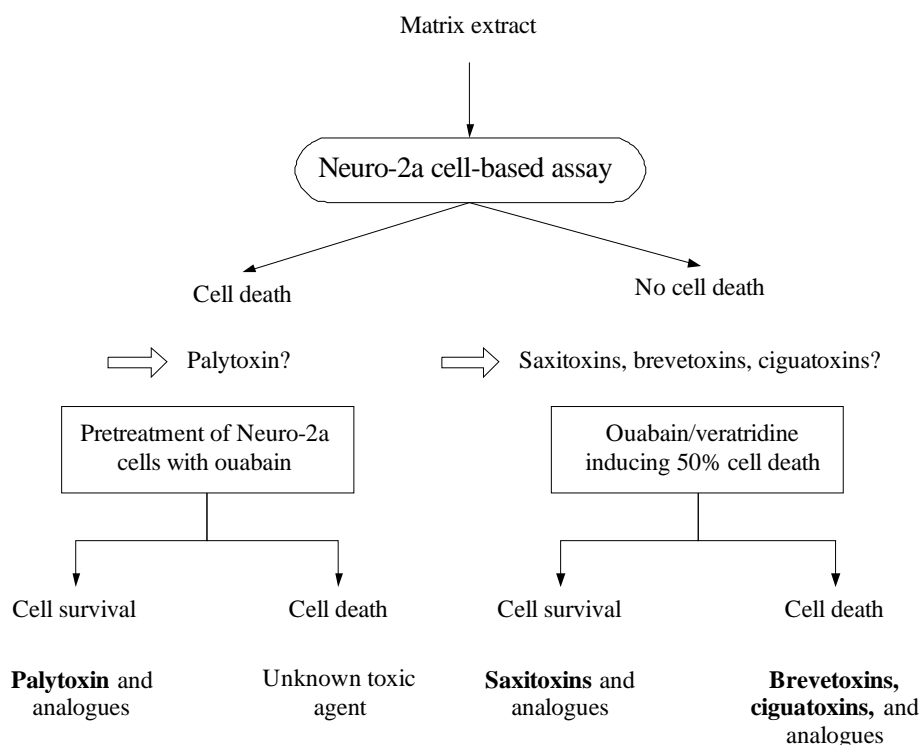 Matrix extract
Neuro-2a cell-based assay
Cell death
No cell death
Palytoxin?
Saxitoxins, brevetoxins, ciguatoxins?
Pretreatment of Neuro-2a
cells with ouabain
Ouabain/veratridine
inducing 50% cell death
Cell survival
Cell death
Cell survival
Cell death
Palytoxin and
analogues
Unknown toxic
agent
Saxitoxins and
analogues
Brevetoxins,
ciguatoxins, and
analogues